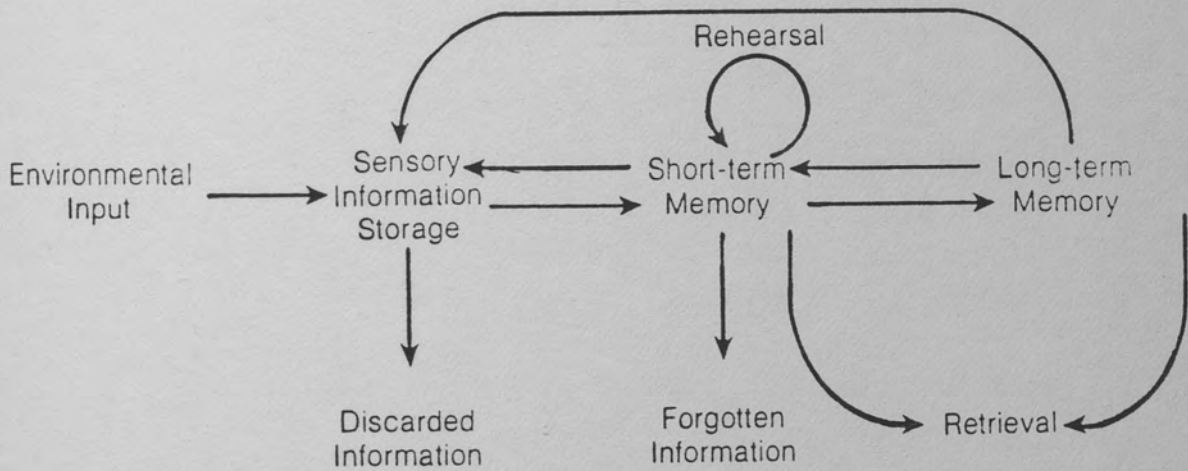 Rehearsal
Environmental
Input
Sensory
Information
Storage
Short-term
Memory
Long-term
Memory
Discarded
Information
Forgotten
Information
Retrieval